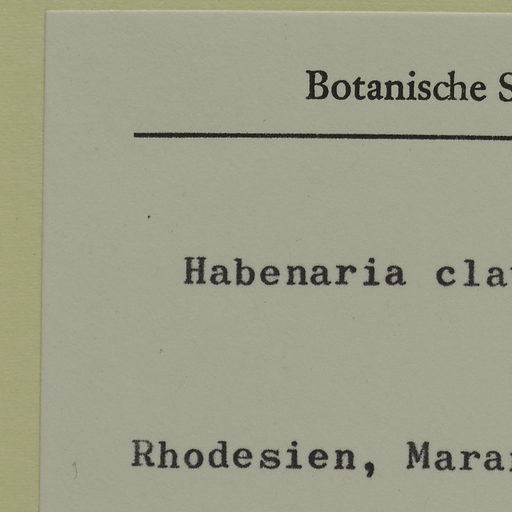 Botanische S
Habenaria cla
Rhodesien, Mara